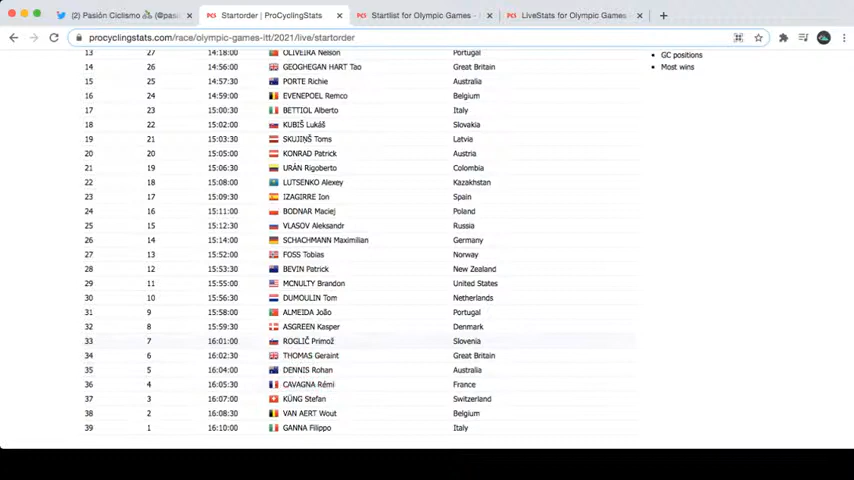 (2) Pasión Ciclismo 🚴 (@pas
Startorder | ProCyclingStats
Startlist for Olympic Games -
LiveStats for Olympic Games -
procyclingstats.com/race/olympic-games-itt/2021/live/startorder
13 27 14:18:00 OLIVEIRA Nelson Portugal
GC positions
14 26 14:56:00 GEOGHEGAN HART Tao Great Britain
Most wins
15 25 14:57:30 PORTE Richie Australia
16 24 14:59:00 EVENEPOEL Remco Belgium
17 23 15:00:30 BETTIOL Alberto Italy
18 22 15:02:00 KUBIŠ Lukáš Slovakia
19 21 15:03:30 SKUJIŅŠ Toms Latvia
20 20 15:05:00 KONRAD Patrick Austria
21 19 15:06:30 URÁN Rigoberto Colombia
22 18 15:08:00 LUTSENKO Alexey Kazakhstan
23 17 15:09:30 IZAGIRRE Ion Spain
24 16 15:11:00 BODNAR Maciej Poland
25 15 15:12:30 VLASOV Aleksandr Russia
26 14 15:14:00 SCHACHMANN Maximilian Germany
27 13 15:52:00 FOSS Tobias Norway
28 12 15:53:30 BEVIN Patrick New Zealand
29 11 15:55:00 MCNULTY Brandon United States
30 10 15:56:30 DUMOULIN Tom Netherlands
31 9 15:58:00 ALMEIDA João Portugal
32 8 15:59:30 ASGREEN Kasper Denmark
33 7 16:01:00 ROGLIČ Primož Slovenia
34 6 16:02:30 THOMAS Geraint Great Britain
35 5 16:04:00 DENNIS Rohan Australia
36 4 16:05:30 CAVAGNA Rémi France
37 3 16:07:00 KÜNG Stefan Switzerland
38 2 16:08:30 VAN AERT Wout Belgium
39 1 16:10:00 GANNA Filippo Italy